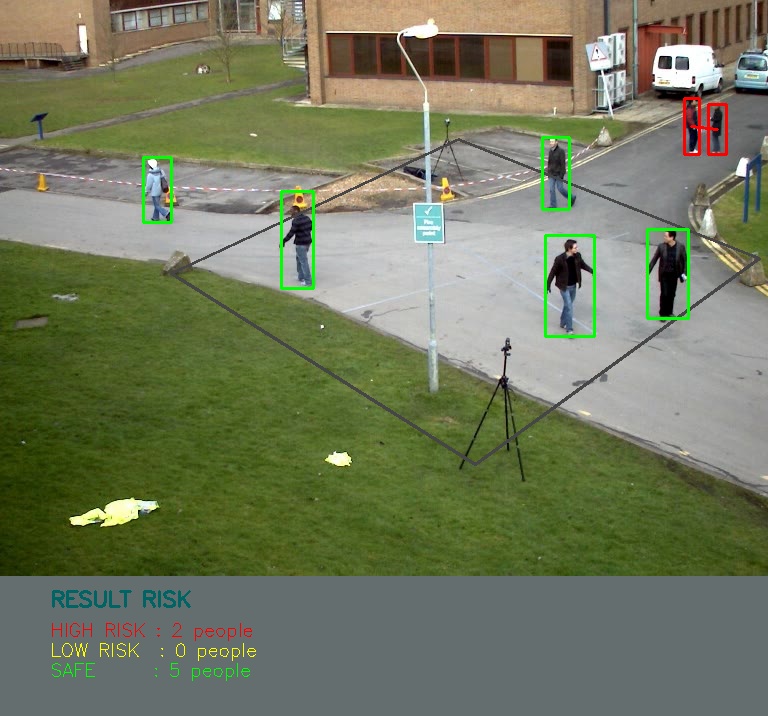 RESULT RISK
HIGH RISK : 2 people
LOW RISK : 0 people
SAFE : 5 people